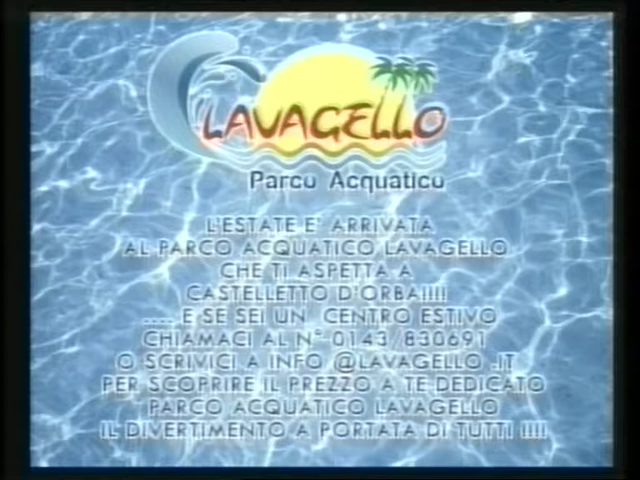 LAVAGELLO
Parco Acquatico
L'ESTATE E' ARRIVATA
AL PARCO ACQUATICO LAVAGELLO
CHE TI ASPETTA A
CASTELLETTO D'ORBA!!!!
.... E SE SEI UN CENTRO ESTIVO
CHIAMACI AL N° 0143/830691
O SCRIVICI A INFO @LAVAGELLO .IT
PER SCOPRIRE IL PREZZO A TE DEDICATO
PARCO ACQUATICO LAVAGELLO
IL DIVERTIMENTO A PORTATA DI TUTTI !!!!